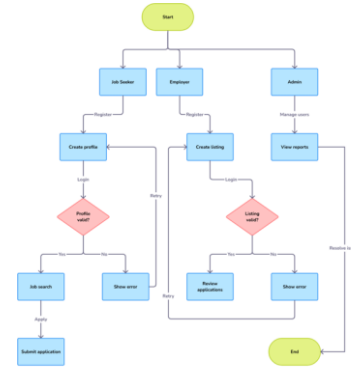 Start
Job Seeker
Employer
Admin
Register
Register
Manage users
Create profile
Create listing
View reports
Login
Login
Retry
Profile
valid?
Listing
valid?
Yes
No
Yes
No
Resolve is
Job search
Show error
Review
applications
Show error
Retry
Apply
Submit application
End